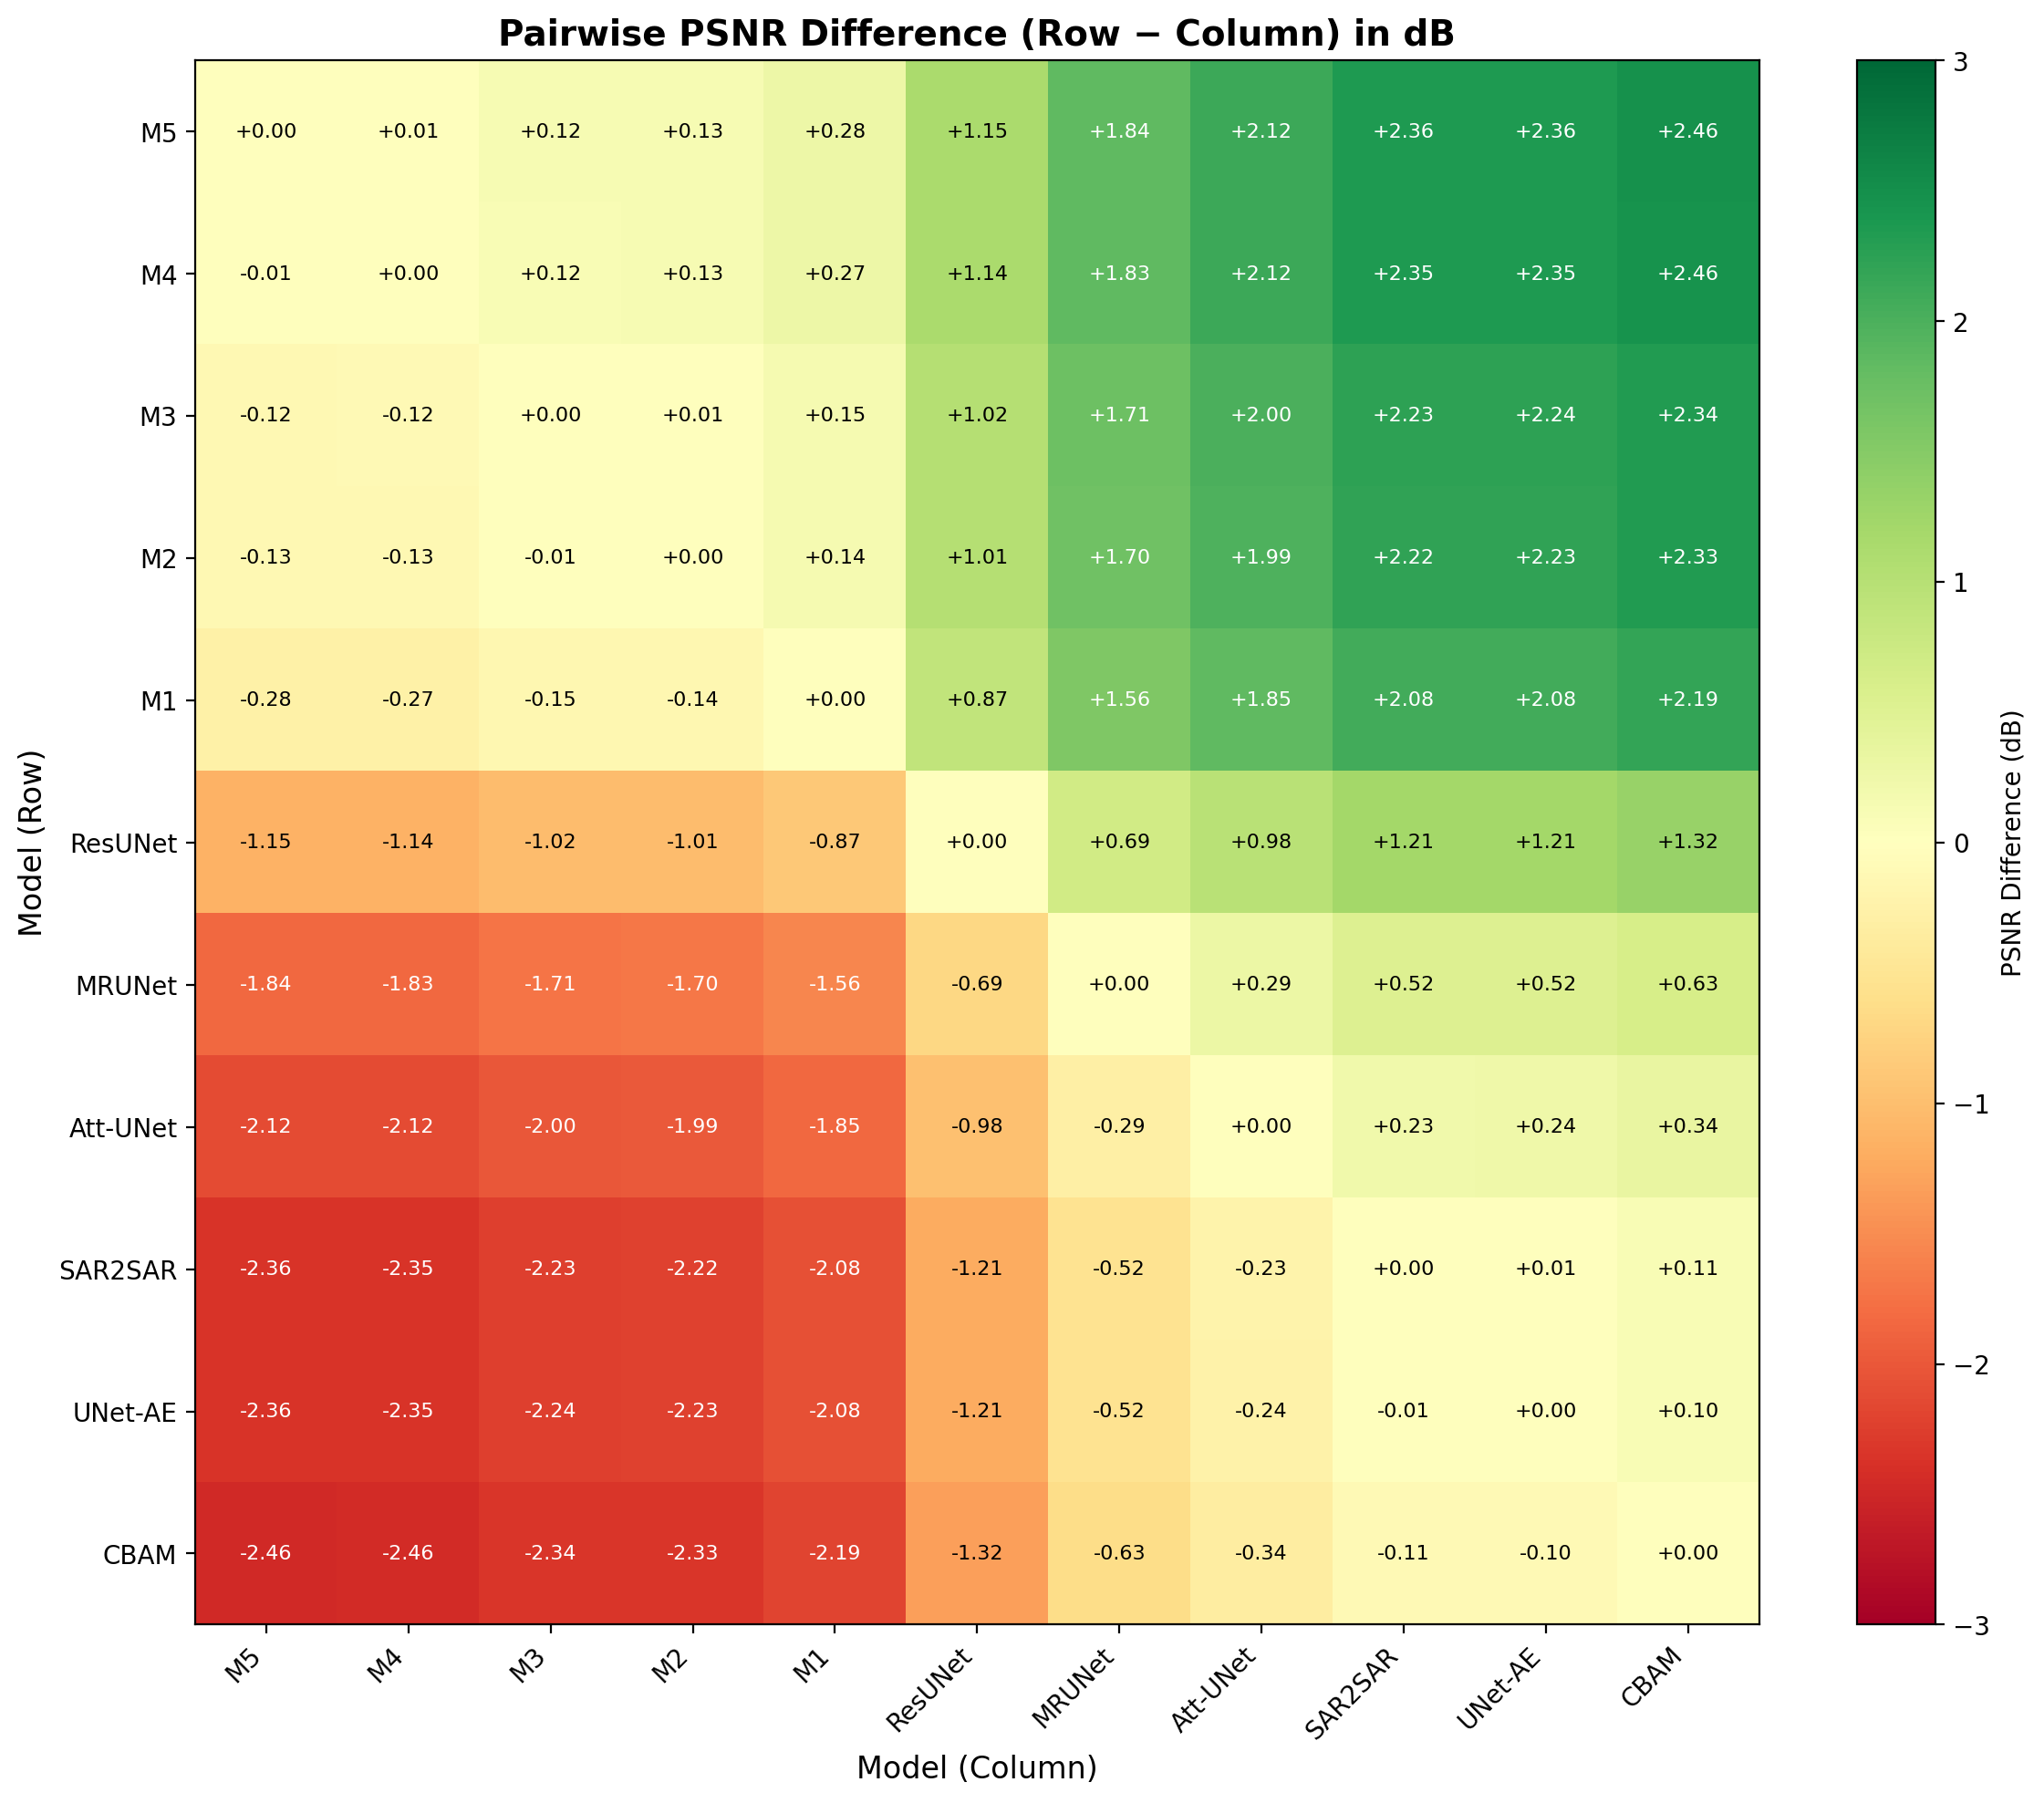 Pairwise PSNR Difference (Row − Column) in dB
M5 +0.00 +0.01 +0.12 +0.13 +0.28 +1.15 +1.84 +2.12 +2.36 +2.36 +2.46
M4 -0.01 +0.00 +0.12 +0.13 +0.27 +1.14 +1.83 +2.12 +2.35 +2.35 +2.46
M3 -0.12 -0.12 +0.00 +0.01 +0.15 +1.02 +1.71 +2.00 +2.23 +2.24 +2.34
M2 -0.13 -0.13 -0.01 +0.00 +0.14 +1.01 +1.70 +1.99 +2.22 +2.23 +2.33
M1 -0.28 -0.27 -0.15 -0.14 +0.00 +0.87 +1.56 +1.85 +2.08 +2.08 +2.19
ResUNet -1.15 -1.14 -1.02 -1.01 -0.87 +0.00 +0.69 +0.98 +1.21 +1.21 +1.32
MRUNet -1.84 -1.83 -1.71 -1.70 -1.56 -0.69 +0.00 +0.29 +0.52 +0.52 +0.63
Att-UNet -2.12 -2.12 -2.00 -1.99 -1.85 -0.98 -0.29 +0.00 +0.23 +0.24 +0.34
SAR2SAR -2.36 -2.35 -2.23 -2.22 -2.08 -1.21 -0.52 -0.23 +0.00 +0.01 +0.11
UNet-AE -2.36 -2.35 -2.24 -2.23 -2.08 -1.21 -0.52 -0.24 -0.01 +0.00 +0.10
CBAM -2.46 -2.46 -2.34 -2.33 -2.19 -1.32 -0.63 -0.34 -0.11 -0.10 +0.00
M5 M4 M3 M2 M1 ResUNet MRUNet Att-UNet SAR2SAR UNet-AE CBAM
Model (Column)
Model (Row)
3
2
1
0
−1
−2
−3
PSNR Difference (dB)